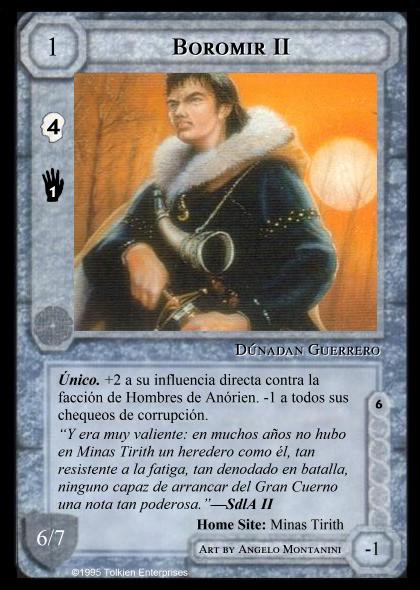 1
BOROMIR II
4
1
DÚNADAN GUERRERO
Único. +2 a su influencia directa contra la
facción de Hombres de Anórien. -1 a todos sus
chequeos de corrupción.
“Y era muy valiente: en muchos años no hubo
en Minas Tirith un heredero como él, tan
resistente a la fatiga, tan denodado en batalla,
ninguno capaz de arrancar del Gran Cuerno
una nota tan poderosa.”—SdlA II
6
Home Site: Minas Tirith
6/7
ART BY ANGELO MONTANINI
-1
©1995 Tolkien Enterprises